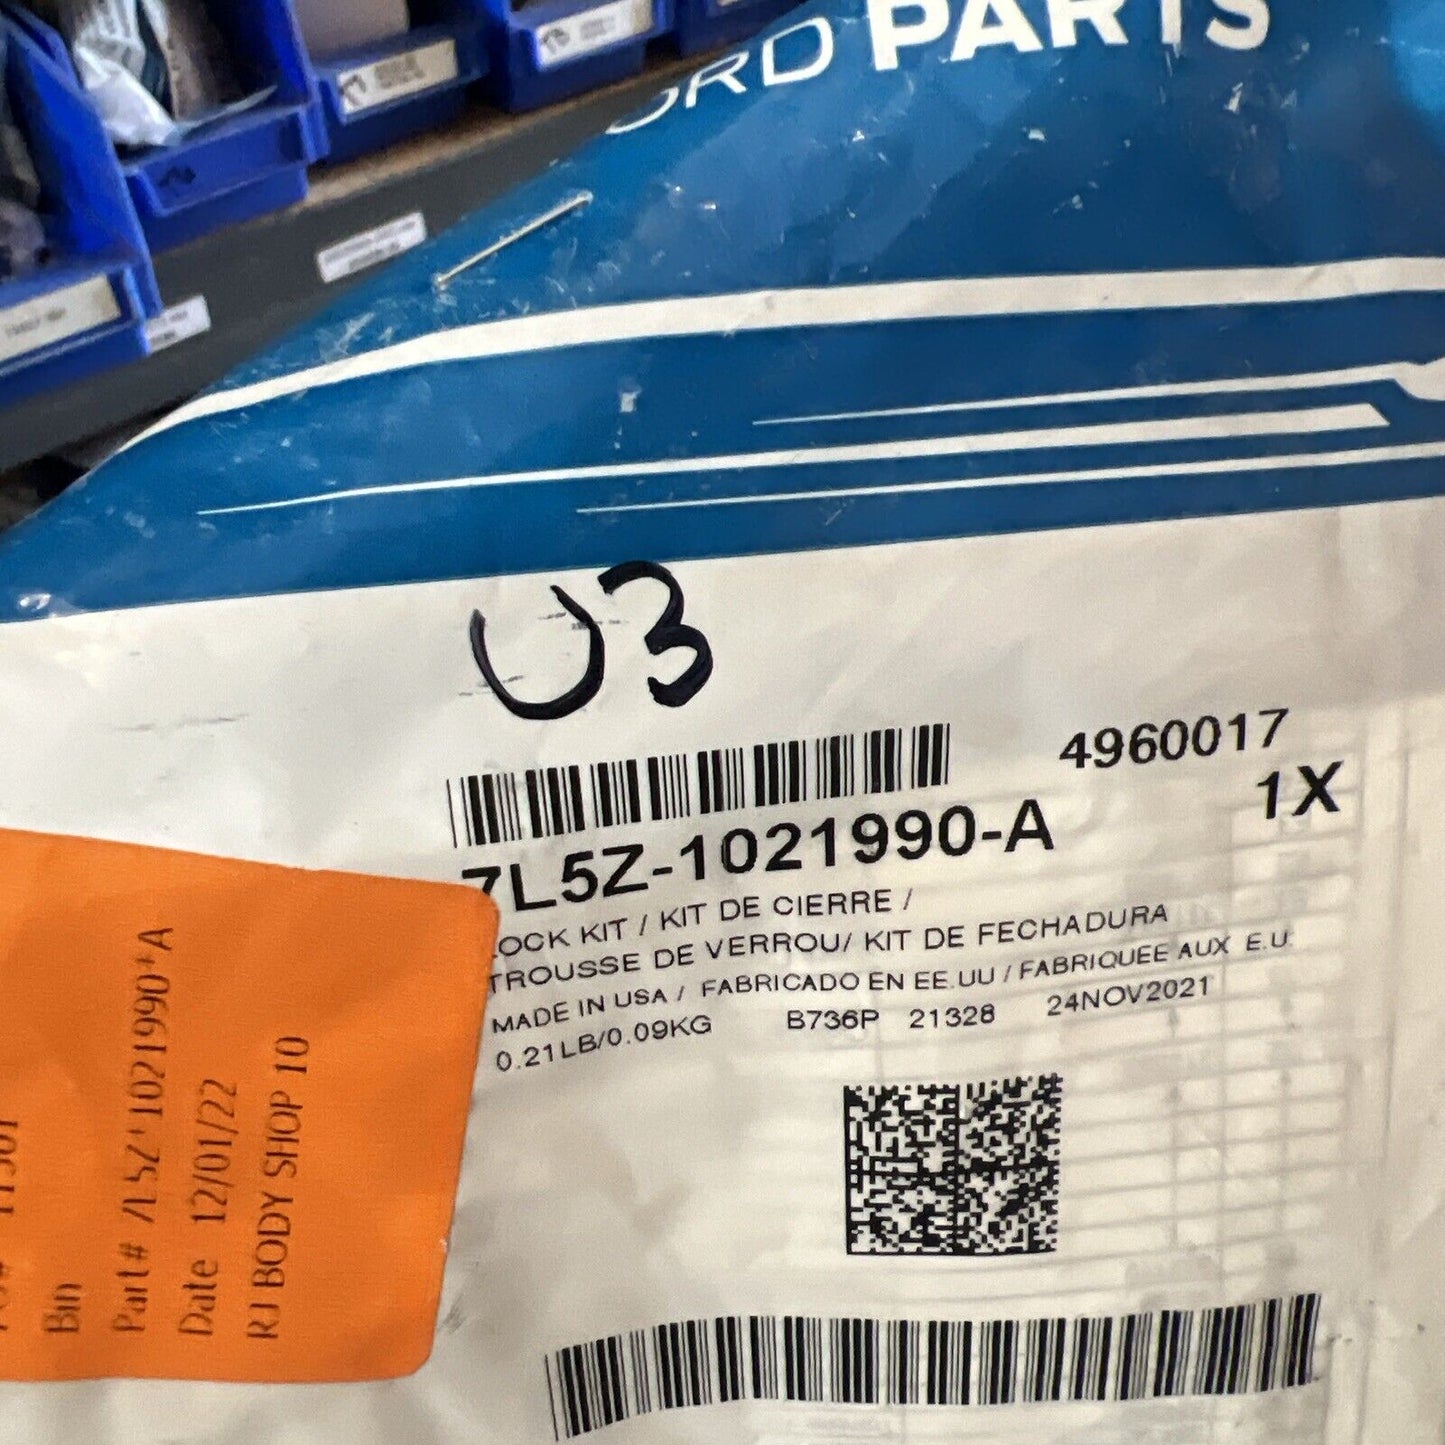 PARTS
U3
4960017
1X
7L5Z-1021990-A
LOCK KIT / KIT DE CIERRE /
TROUSSE DE VERROU/ KIT DE FECHADURA
MADE IN USA / FABRICADO EN EE.UU / FABRIQUEE AUX E.U.
0.21LB/0.09KG B736P 21328 24NOV2021
Bin
Part# 7L5Z*1021990*A
Date 12/01/22
RJ BODY SHOP 10